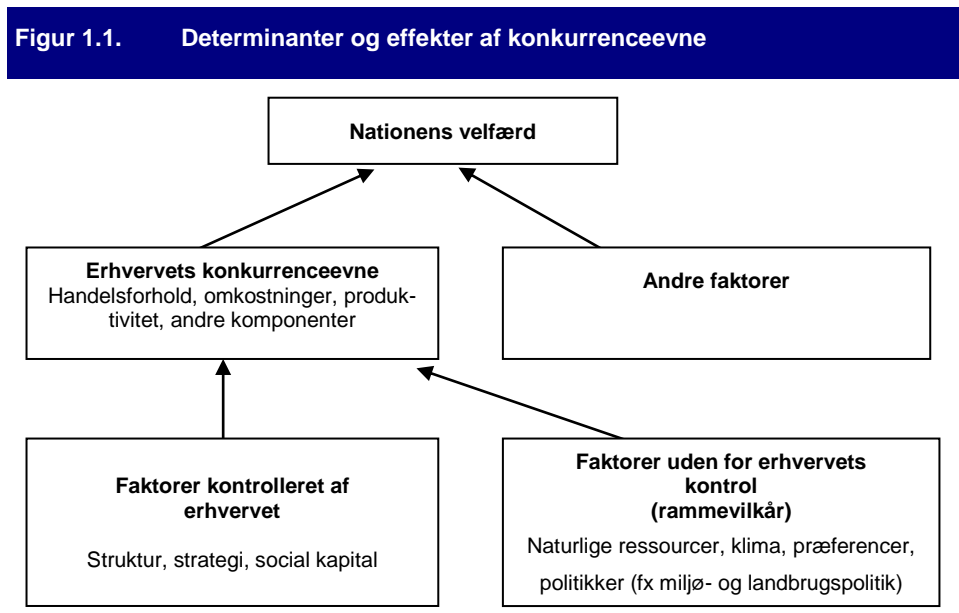 Figur 1.1. Determinanter og effekter af konkurrenceevne
Nationens velfærd
Erhvervets konkurrenceevne
Handelsforhold, omkostninger, produk-
tivitet, andre komponenter
Andre faktorer
Faktorer kontrolleret af
erhvervet
Struktur, strategi, social kapital
Faktorer uden for erhvervets
kontrol
(rammevilkår)
Naturlige ressourcer, klima, præferencer,
politikker (fx miljø- og landbrugspolitik)